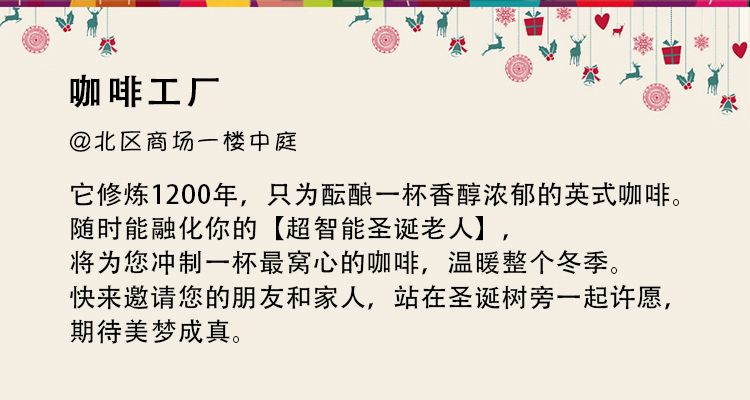 咖啡工厂
@北区商场一楼中庭
它修炼1200年，只为酝酿一杯香醇浓郁的英式咖啡。
随时能融化你的【超智能圣诞老人】，
将为您冲制一杯最窝心的咖啡，温暖整个冬季。
快来邀请您的朋友和家人，站在圣诞树旁一起许愿，
期待美梦成真。